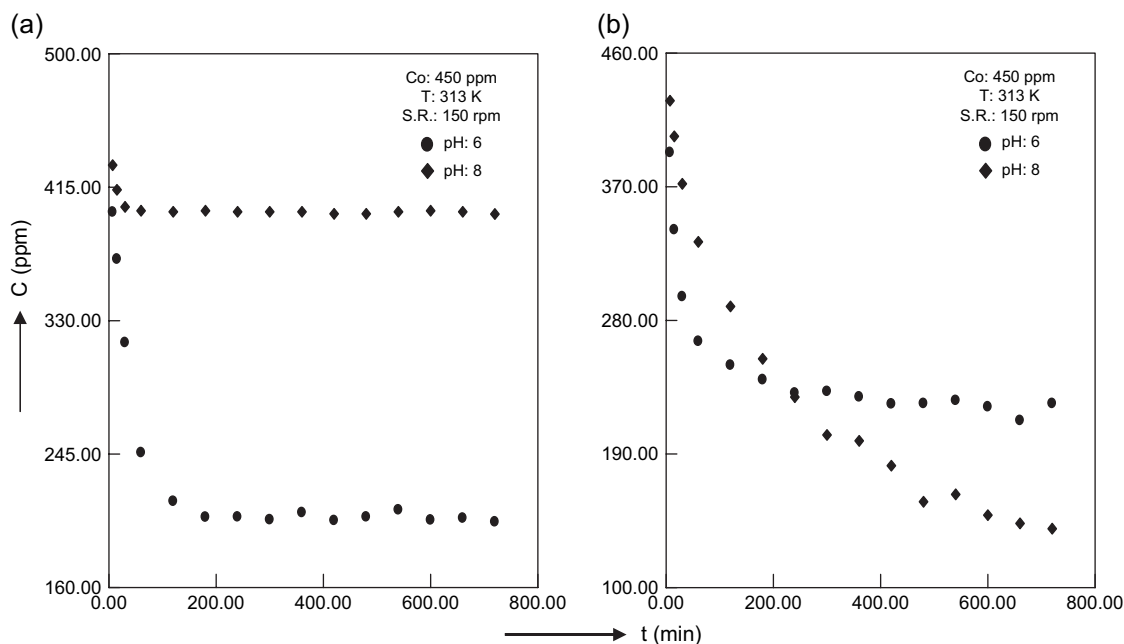 (a)
500.00
415.00
330.00
245.00
160.00
0.00 200.00 400.00 600.00 800.00
Co: 450 ppm
T: 313 K
S.R.: 150 rpm
pH: 6
pH: 8
C (ppm)
(b)
460.00
370.00
280.00
190.00
100.00
0.00 200.00 400.00 600.00 800.00
Co: 450 ppm
T: 313 K
S.R.: 150 rpm
pH: 6
pH: 8
t (min)